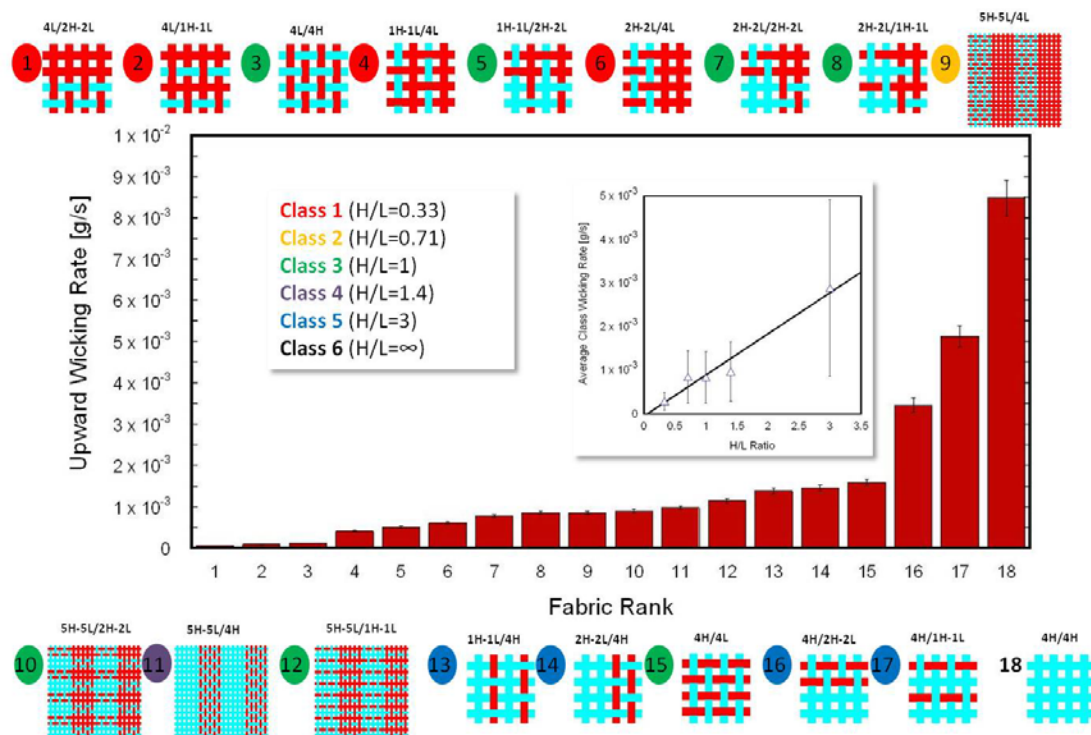 4L/2H-2L 4L/1H-1L 4L/4H 1H-1L/4L 1H-1L/2H-2L 2H-2L/4L 2H-2L/2H-2L 2H-2L/1H-1L 5H-5L/4L
1 2 3 4 5 6 7 8 9
Upward Wicking Rate [g/s]
1 x 10⁻²
9 x 10⁻³
8 x 10⁻³
7 x 10⁻³
6 x 10⁻³
5 x 10⁻³
4 x 10⁻³
3 x 10⁻³
2 x 10⁻³
1 x 10⁻³
0
Class 1 (H/L=0.33)
Class 2 (H/L=0.71)
Class 3 (H/L=1)
Class 4 (H/L=1.4)
Class 5 (H/L=3)
Class 6 (H/L=∞)
Average Class Wicking Rate [g/s]
5 x 10⁻³
4 x 10⁻³
3 x 10⁻³
2 x 10⁻³
1 x 10⁻³
0
0 0.5 1 1.5 2 2.5 3 3.5
H/L Ratio
1 2 3 4 5 6 7 8 9 10 11 12 13 14 15 16 17 18
Fabric Rank
5H-5L/2H-2L 5H-5L/4H 5H-5L/1H-1L 1H-1L/4H 2H-2L/4H 4H/4L 4H/2H-2L 4H/1H-1L 4H/4H
10 11 12 13 14 15 16 17 18